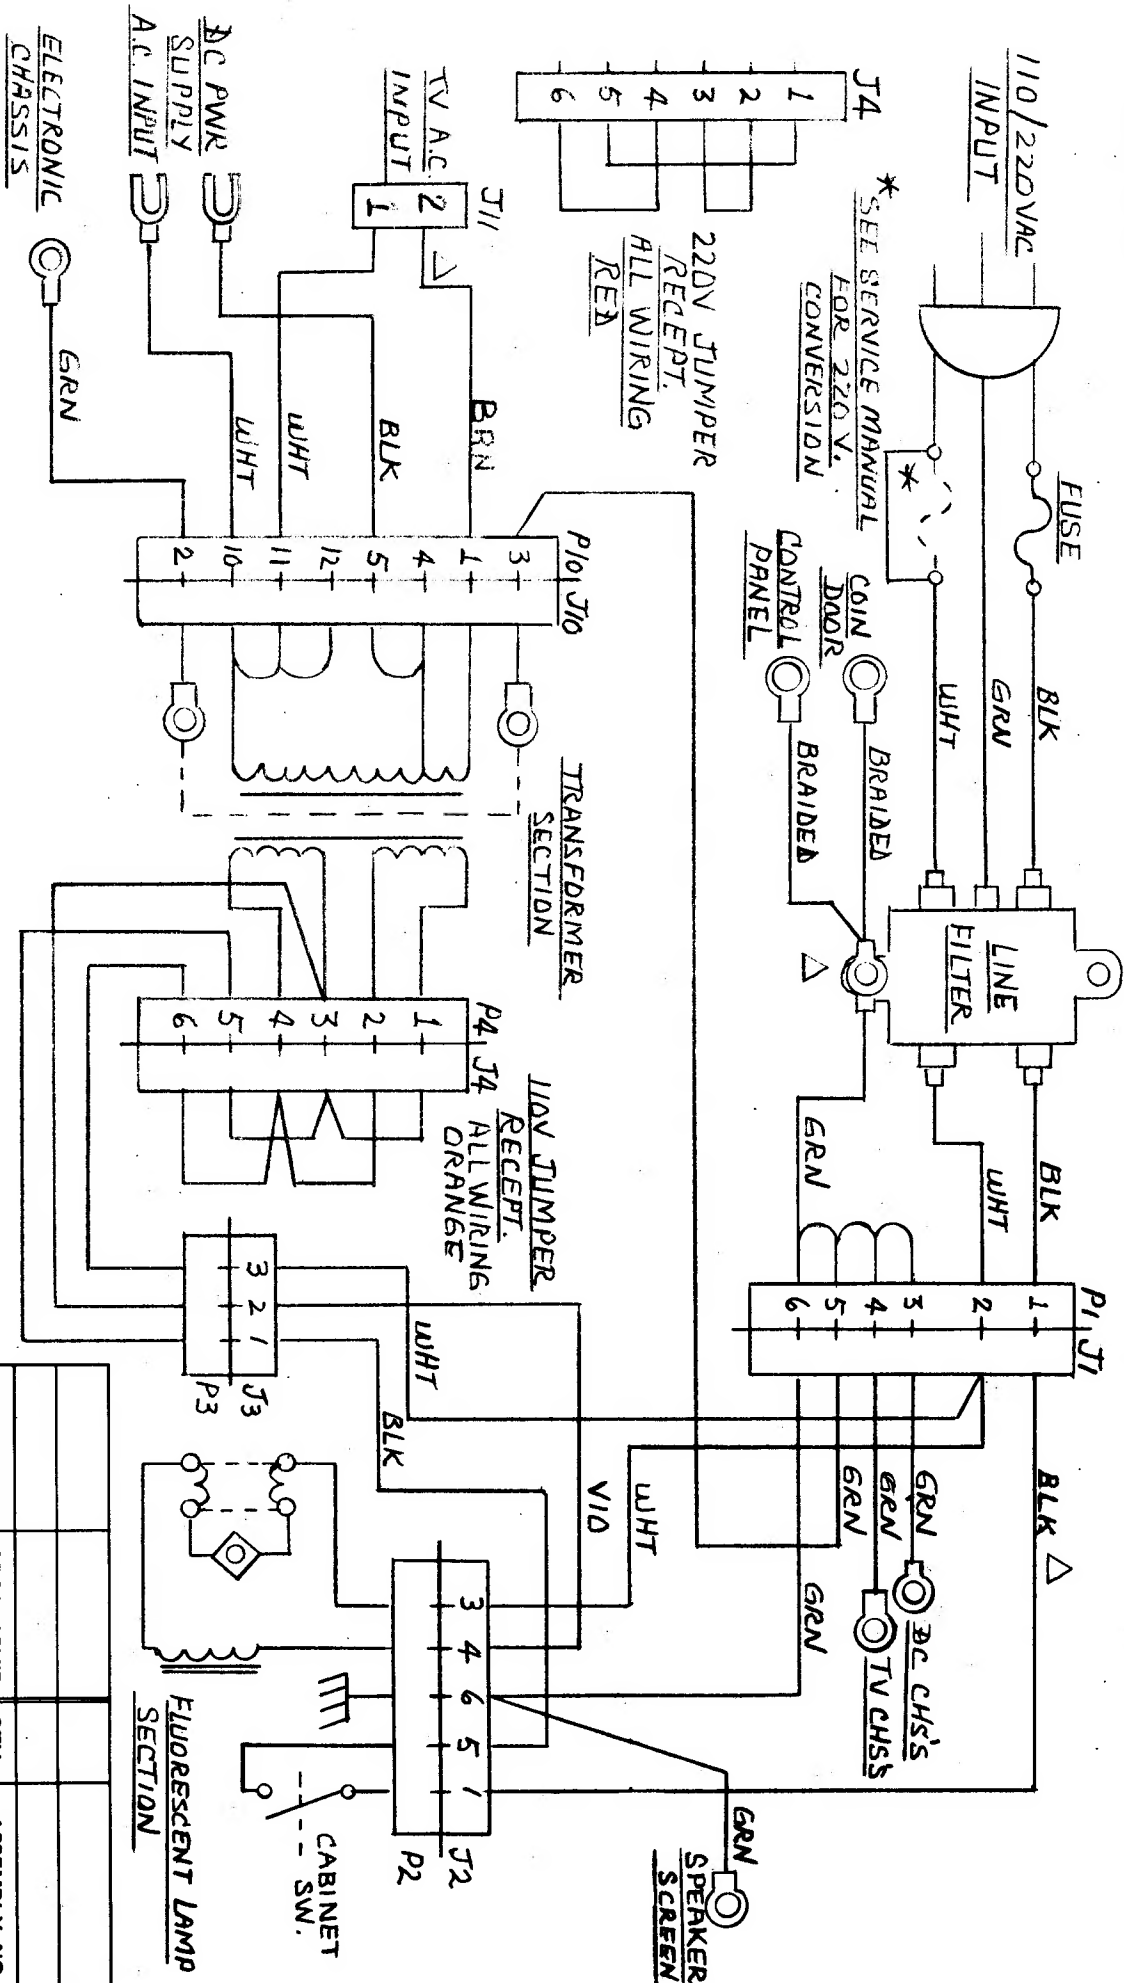 110/220VAC
INPUT
*
SEE SERVICE MANUAL
FOR 220V.
CONVERSION
FUSE
*
BLK
GRN
WHT
LINE
FILTER
BLK
WHT
P1 J1
1
2
3
4
5
6
BLK
GRN
GRN
GRN
GRN
DC CHS'S
TV CHS'S
COIN
DOOR
CONTROL
PANEL
BRAIDED
BRAIDED
GRN
J4
1
2
3
4
5
6
220V JUMPER
RECEPT.
ALL WIRING
RED
TV A.C.
INPUT
J11
2
1
DC PWR
SUPPLY
A.C. INPUT
ELECTRONIC
CHASSIS
BRN
BLK
WHT
WHT
GRN
P10 J10
3
1
4
5
12
11
10
2
TRANSFORMER
SECTION
P4 J4
1
2
3
4
5
6
110V JUMPER
RECEPT.
ALL WIRING
ORANGE
3
2
1
J3
P3
WHT
BLK
VIO
WHT
3
4
6
5
1
J2
P2
GRN
SPEAKER
SCREEN
CABINET
SW.
FLUORESCENT LAMP
SECTION